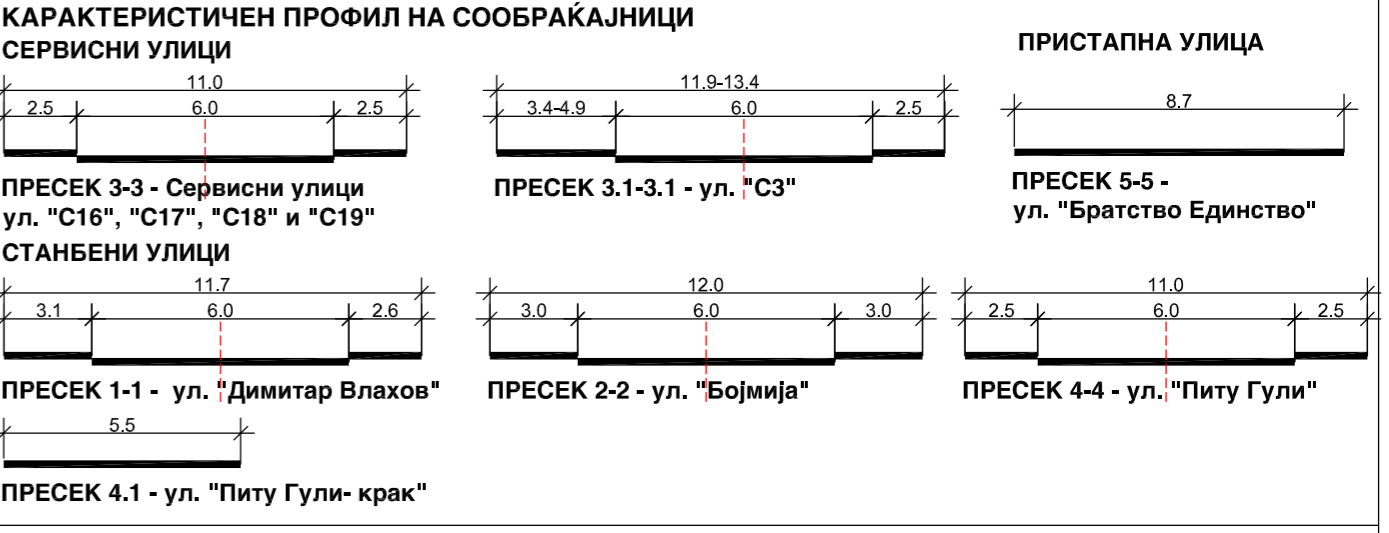 КАРАКТЕРИСТИЧЕН ПРОФИЛ НА СООБРАЌАЈНИЦИ
СЕРВИСНИ УЛИЦИ
11.0
2.5 6.0 2.5
ПРЕСЕК 3-3 - Сервисни улици
ул. "С16", "С17", "С18" и "С19"
11.9-13.4
3.4-4.9 6.0 2.5
ПРЕСЕК 3.1-3.1 - ул. "С3"
ПРИСТАПНА УЛИЦА
8.7
ПРЕСЕК 5-5 -
ул. "Братство Единство"
СТАНБЕНИ УЛИЦИ
11.7
3.1 6.0 2.6
ПРЕСЕК 1-1 - ул. "Димитар Влахов"
12.0
3.0 6.0 3.0
ПРЕСЕК 2-2 - ул. "Бојмија"
11.0
2.5 6.0 2.5
ПРЕСЕК 4-4 - ул. "Питу Гули"
5.5
ПРЕСЕК 4.1 - ул. "Питу Гули- крак"